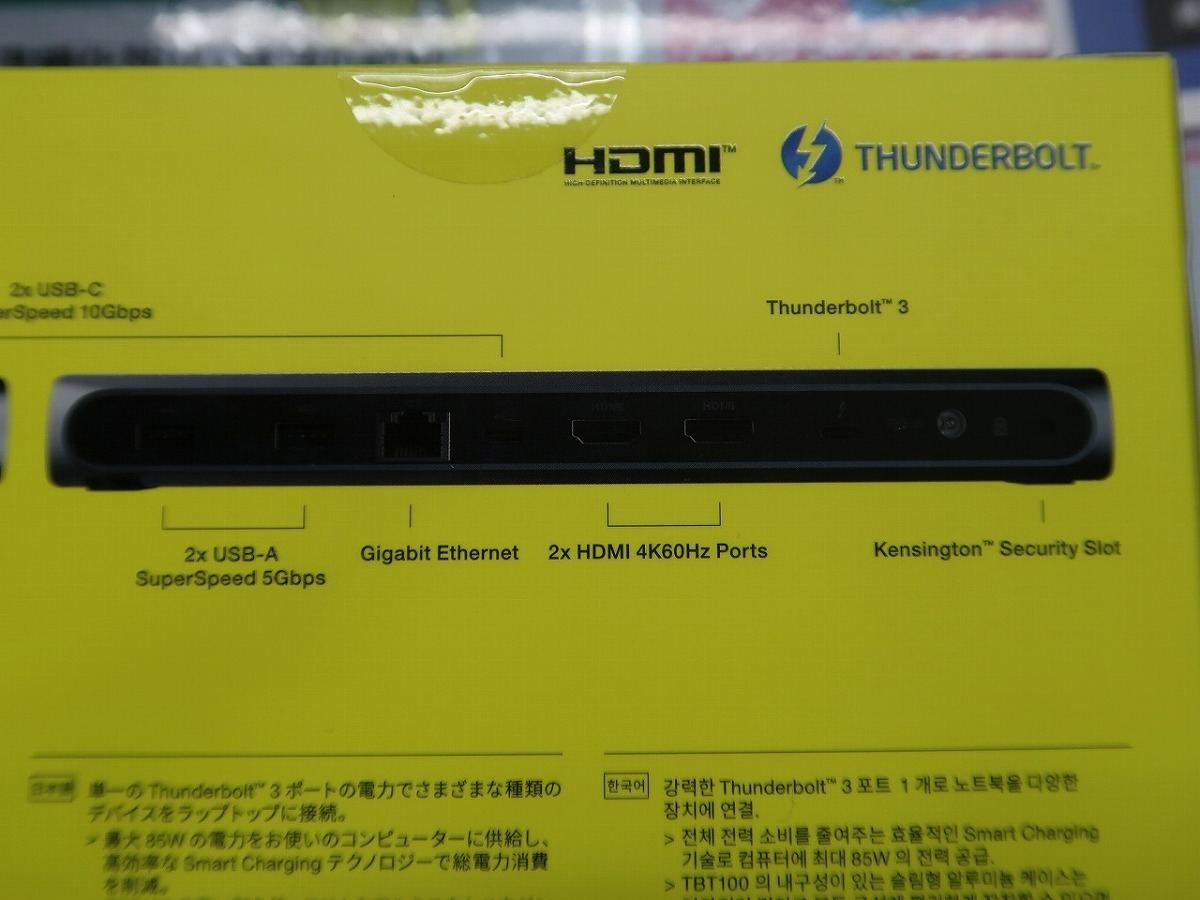 HDMI™
HIGH-DEFINITION MULTIMEDIA INTERFACE
THUNDERBOLT™
2x USB-C
erSpeed 10Gbps
Thunderbolt™ 3
HDMI
HDMI
2x USB-A
SuperSpeed 5Gbps
Gigabit Ethernet
2x HDMI 4K60Hz Ports
Kensington™ Security Slot
日本語
単一の Thunderbolt™ 3 ポートの電力でさまざまな種類の
デバイスをラップトップに接続。
> 最大 85W の電力をお使いのコンピューターに供給し、
高効率な Smart Charging テクノロジーで総電力消費
を削減。
한국어
강력한 Thunderbolt™ 3 포트 1 개로 노트북을 다양한
장치에 연결.
> 전체 전력 소비를 줄여주는 효율적인 Smart Charging
기술로 컴퓨터에 최대 85W 의 전력 공급.
> TBT100 의 내구성이 있는 슬림형 알루미늄 케이스는